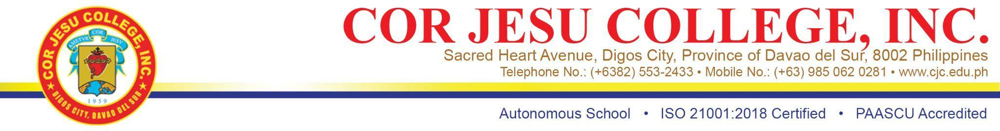 COR JESU COLLEGE, INC.
AMETVR COR JESV
1959
★ DIGOS CITY, DAVAO DEL SUR ★
COR JESU COLLEGE, INC.
Sacred Heart Avenue, Digos City, Province of Davao del Sur, 8002 Philippines
Telephone No.: (+6382) 553-2433 • Mobile No.: (+63) 985 062 0281 • www.cjc.edu.ph
Autonomous School • ISO 21001:2018 Certified • PAASCU Accredited